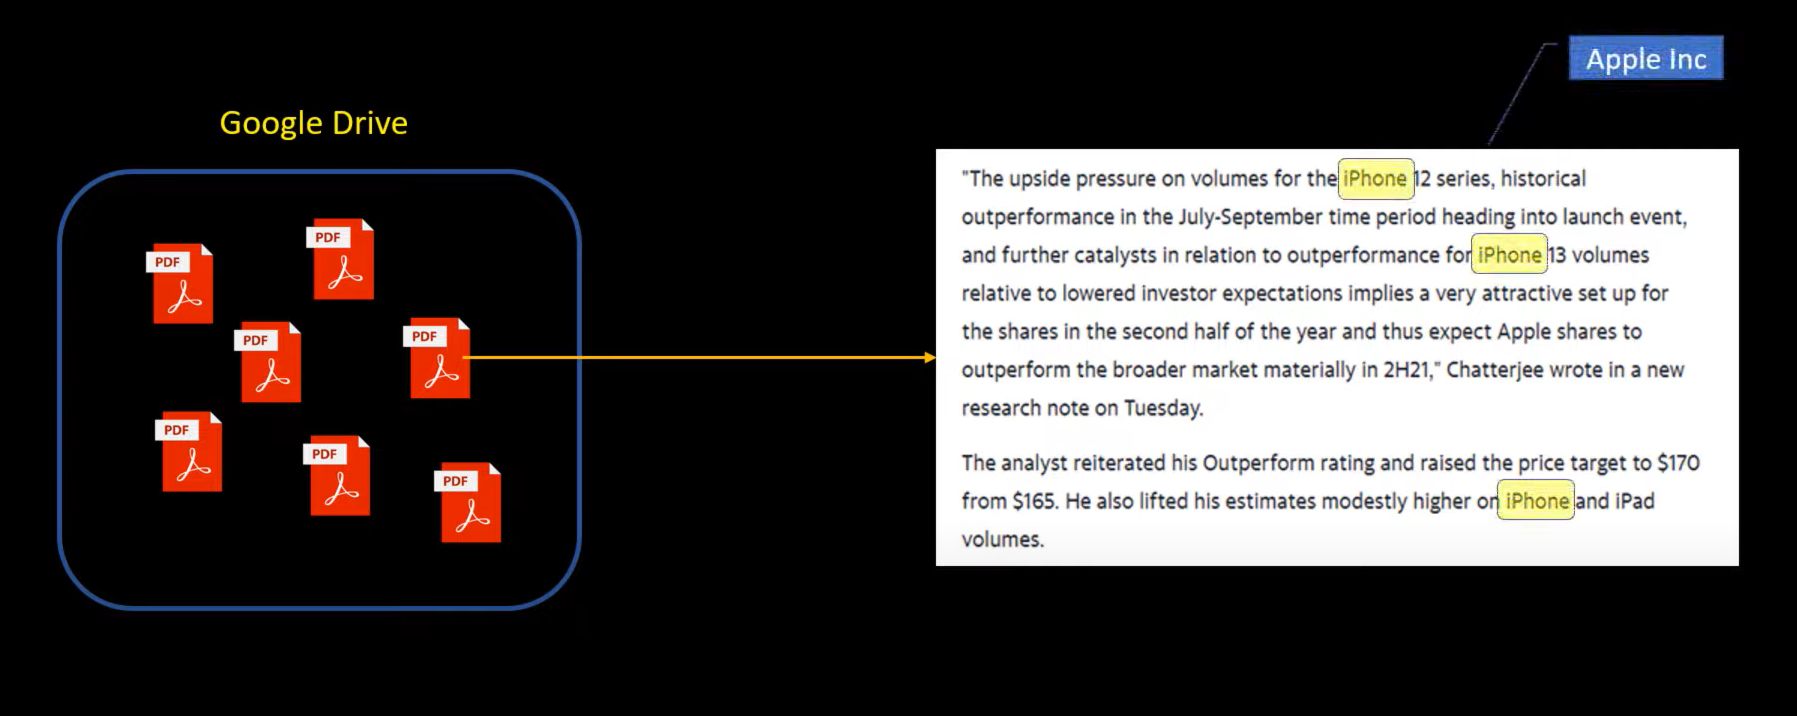 Apple Inc
Google Drive
PDF
PDF
PDF
PDF
PDF
PDF
PDF
"The upside pressure on volumes for the iPhone 12 series, historical
outperformance in the July-September time period heading into launch event,
and further catalysts in relation to outperformance for iPhone 13 volumes
relative to lowered investor expectations implies a very attractive set up for
the shares in the second half of the year and thus expect Apple shares to
outperform the broader market materially in 2H21," Chatterjee wrote in a new
research note on Tuesday.
The analyst reiterated his Outperform rating and raised the price target to $170
from $165. He also lifted his estimates modestly higher on iPhone and iPad
volumes.